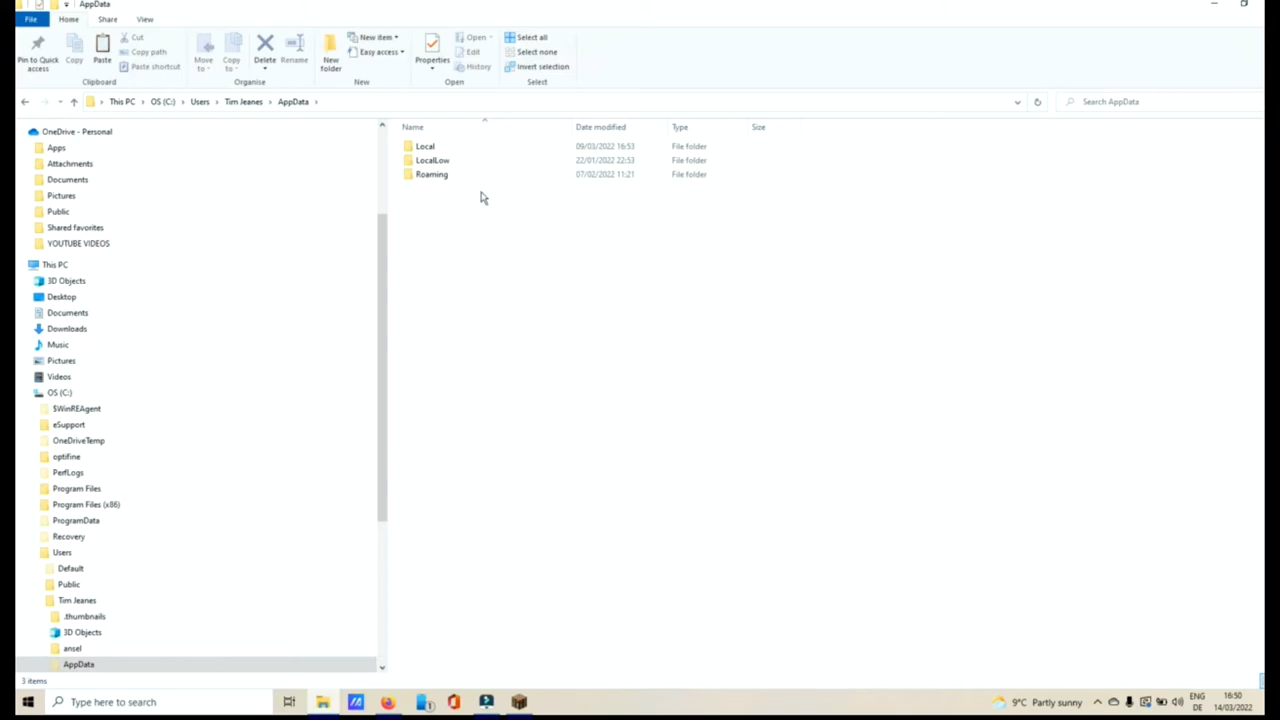 AppData
File Home Share View
Pin to Quick access
Copy
Paste
Cut
Copy path
Paste shortcut
Clipboard
Move to
Copy to
Delete
Rename
Organise
New folder
New item
Easy access
New
Properties
Open
Edit
History
Open
Select all
Select none
Invert selection
Select
This PC OS (C:) Users Tim Jeanes AppData
Search AppData
Name Date modified Type Size
Local 09/03/2022 16:53 File folder
LocalLow 22/01/2022 22:53 File folder
Roaming 07/02/2022 11:21 File folder
OneDrive - Personal
Apps
Attachments
Documents
Pictures
Public
Shared favorites
YOUTUBE VIDEOS
This PC
3D Objects
Desktop
Documents
Downloads
Music
Pictures
Videos
OS (C:)
$WinREAgent
eSupport
OneDriveTemp
optifine
PerfLogs
Program Files
Program Files (x86)
ProgramData
Recovery
Users
Default
Public
Tim Jeanes
.thumbnails
3D Objects
ansel
AppData
3 items
Type here to search
9°C Partly sunny
ENG
DE
16:50
14/03/2022